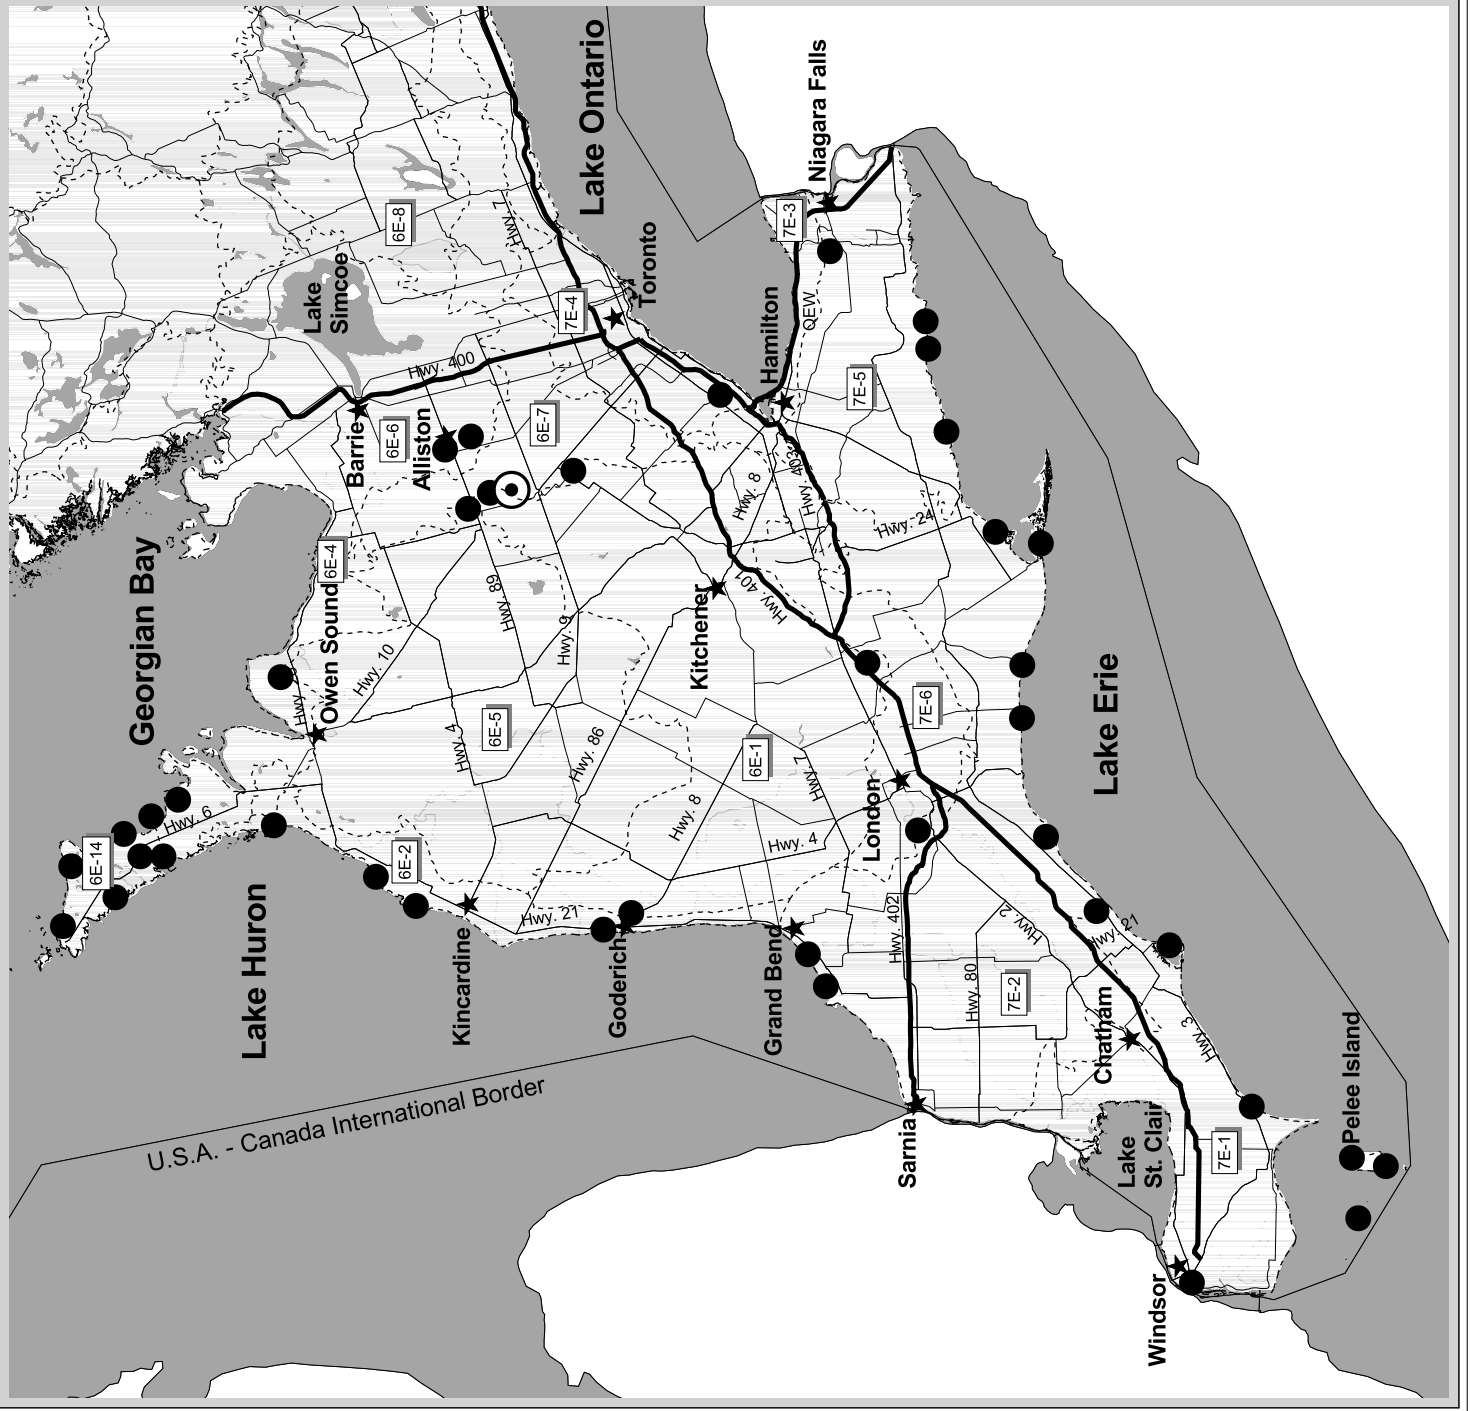 Lake Ontario
Niagara Falls
7E-3
6E-8
Hwy. 7
Toronto
Lake
Simcoe
7E-4
Hamilton
QEW
Hwy. 400
7E-5
Barrie
6E-6
Alliston
6E-7
Hwy. 8
Hwy. 403
Hwy. 24
Georgian Bay
6E-4
Owen Sound
Hwy
Hwy. 10
Hwy. 89
Hwy. 9
Kitchener
Hwy. 401
Lake Erie
7E-6
Hwy. 4
6E-5
Hwy. 86
6E-1
Hwy. 7
London
Hwy. 6
6E-14
6E-2
Hwy. 8
Hwy. 4
Lake Huron
Kincardine
Hwy. 21
Goderich
Grand Bend
Hwy. 402
Hwy. 2
Hwy. 80
7E-2
Hwy. 21
Chatham
Hwy. 3
Pelee Island
U.S.A. - Canada International Border
Sarnia
Lake
St. Clair
7E-1
Windsor